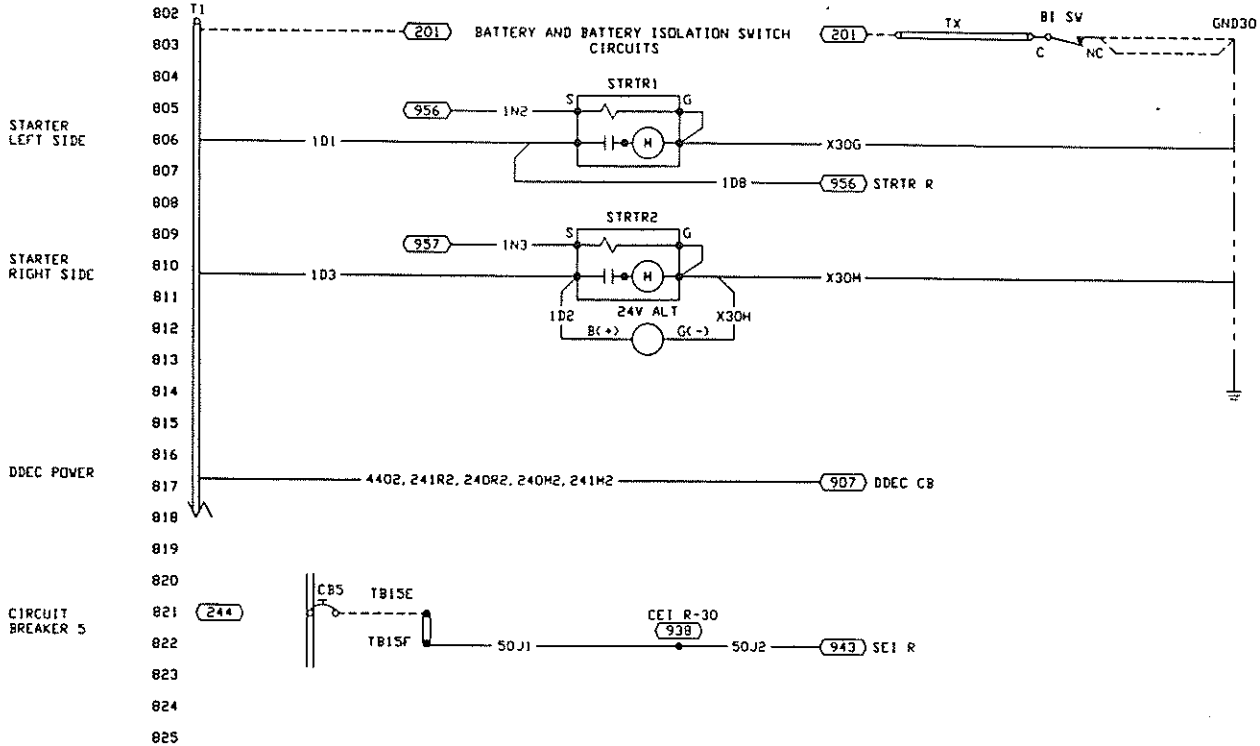 802 T1
201 BATTERY AND BATTERY ISOLATION SWITCH CIRCUITS 201 TX BI SW GND30
803 C NC
804
STRTR1
805 956 1N2 S G
STARTER LEFT SIDE
806 1D1 M X30G
807 1D8 956 STRTR R
808
809 STRTR2
957 1N3 S G
STARTER RIGHT SIDE
810 1D3 M X30M
811 1D2 24V ALT X30H
812 B(+) G(-)
813
814
815
816
DDEC POWER
817 4402, 241R2, 240R2, 240H2, 241H2 907 DDEC CB
818
819
820
CB5 TB15E
CIRCUIT BREAKER 5
821 244 CEI R-30
938
822 TB15F 50J1 50J2 943 SEI R
823
824
825